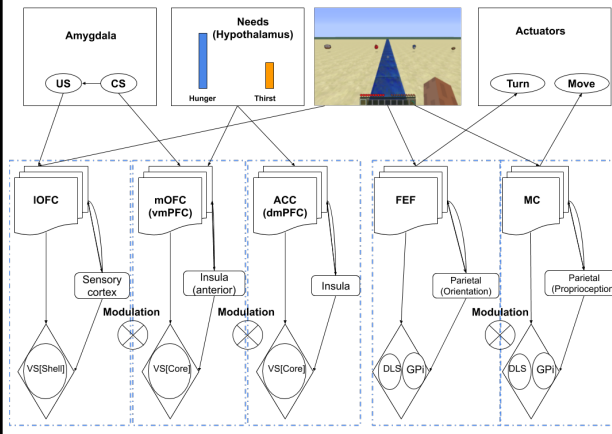 Amygdala
US
CS
Needs
(Hypothalamus)
Hunger
Thirst
Actuators
Turn
Move
lOFC
mOFC
(vmPFC)
ACC
(dmPFC)
FEF
MC
Sensory
cortex
Insula
(anterior)
Insula
Parietal
(Orientation)
Parietal
(Proprioception
Modulation
Modulation
Modulation
VS[Shell]
VS[Core]
VS[Core]
DLS
GPi
DLS
GPi